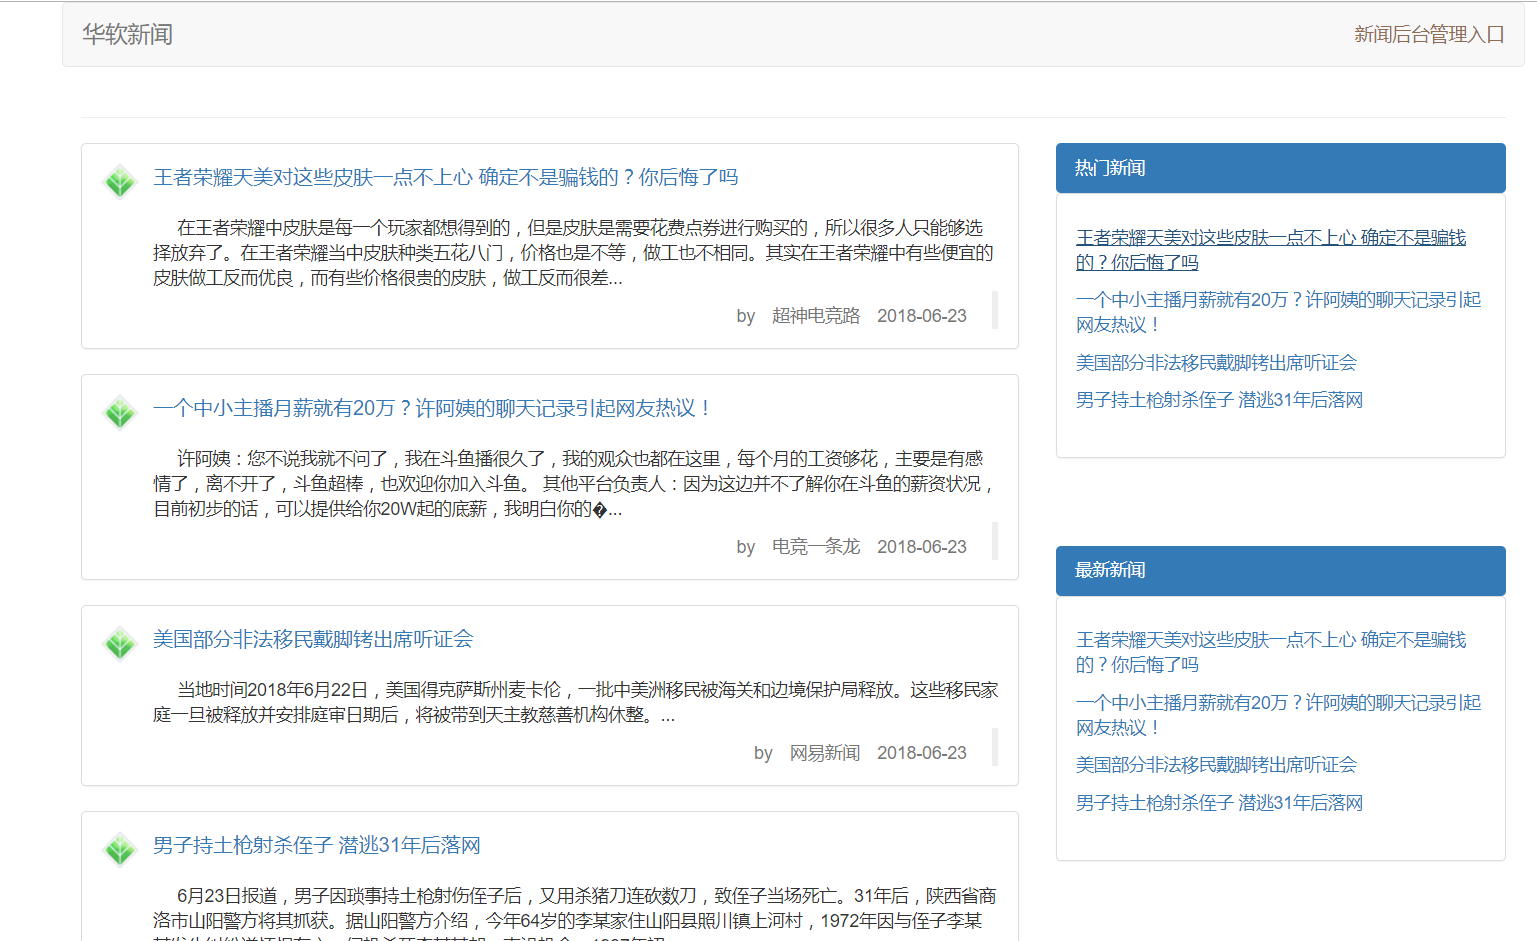 华软新闻
新闻后台管理入口
王者荣耀天美对这些皮肤一点不上心 确定不是骗钱的？你后悔了吗
在王者荣耀中皮肤是每一个玩家都想得到的，但是皮肤是需要花费点券进行购买的，所以很多人只能够选
择放弃了。在王者荣耀当中皮肤种类五花八门，价格也是不等，做工也不相同。其实在王者荣耀中有些便宜的
皮肤做工反而优良，而有些价格很贵的皮肤，做工反而很差...
by 超神电竞路 2018-06-23
一个中小主播月薪就有20万？许阿姨的聊天记录引起网友热议！
许阿姨：您不说我就不问了，我在斗鱼播很久了，我的观众也都在这里，每个月的工资够花，主要是有感
情了，离不开了，斗鱼超棒，也欢迎你加入斗鱼。 其他平台负责人：因为这边并不了解你在斗鱼的薪资状况，
目前初步的话，可以提供给你20W起的底薪，我明白你的�...
by 电竞一条龙 2018-06-23
美国部分非法移民戴脚铐出席听证会
当地时间2018年6月22日，美国得克萨斯州麦卡伦，一批中美洲移民被海关和边境保护局释放。这些移民家
庭一旦被释放并安排庭审日期后，将被带到天主教慈善机构休整。...
by 网易新闻 2018-06-23
男子持土枪射杀侄子 潜逃31年后落网
6月23日报道，男子因琐事持土枪射伤侄子后，又用杀猪刀连砍数刀，致侄子当场死亡。31年后，陕西省商
洛市山阳警方将其抓获。据山阳警方介绍，今年64岁的李某家住山阳县照川镇上河村，1972年因与侄子李某
热门新闻
王者荣耀天美对这些皮肤一点不上心 确定不是骗钱
的？你后悔了吗
一个中小主播月薪就有20万？许阿姨的聊天记录引起
网友热议！
美国部分非法移民戴脚铐出席听证会
男子持土枪射杀侄子 潜逃31年后落网
最新新闻
王者荣耀天美对这些皮肤一点不上心 确定不是骗钱
的？你后悔了吗
一个中小主播月薪就有20万？许阿姨的聊天记录引起
网友热议！
美国部分非法移民戴脚铐出席听证会
男子持土枪射杀侄子 潜逃31年后落网